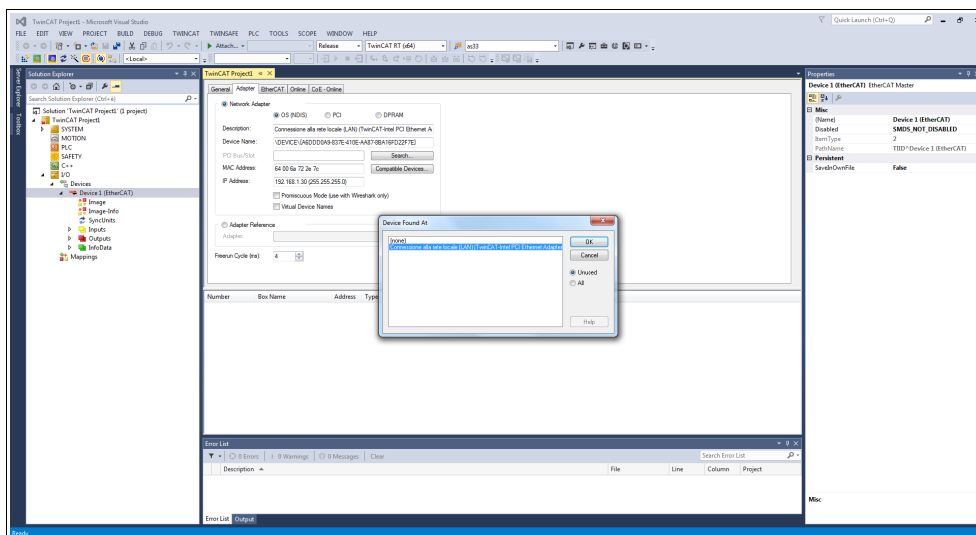 TwinCAT Project1 - Microsoft Visual Studio
Quick Launch (Ctrl+Q)
FILE EDIT VIEW PROJECT BUILD DEBUG TWINCAT TWINSAFE PLC TOOLS SCOPE WINDOW HELP
Attach... Release TwinCAT RT (x64) as33
<Local>
Server Explorer
Toolbox
Solution Explorer
Search Solution Explorer (Ctrl+è)
Solution 'TwinCAT Project1' (1 project)
TwinCAT Project1
SYSTEM
MOTION
PLC
SAFETY
C++
I/O
Devices
Device 1 (EtherCAT)
Image
Image-Info
SyncUnits
Inputs
Outputs
InfoData
Mappings
TwinCAT Project1
General Adapter EtherCAT Online CoE - Online
Network Adapter
OS (NDIS) PCI DPRAM
Description: Connessione alla rete locale (LAN) (TwinCAT-Intel PCI Ethernet A
Device Name:
PCI Bus/Slot: Search...
MAC Address: 64 00 6a 72 2e 7c Compatible Devices...
IP Address: 192.168.1.30 (255.255.255.0)
Promiscuous Mode (use with Wireshark only)
Virtual Device Names
Adapter Reference
Adapter:
Freerun Cycle (ms): 4
Device Found At
(none)
Connessione alla rete locale (LAN) (TwinCAT-Intel PCI Ethernet Adapter
OK
Cancel
Unused
All
Help
Number Box Name Address Type
Error List
0 Errors 0 Warnings 0 Messages Clear
Search Error List
Description File Line Column Project
Error List Output
Properties
Device 1 (EtherCAT) EtherCAT Master
Misc
(Name) Device 1 (EtherCAT)
Disabled SMDS_NOT_DISABLED
ItemType 2
PathName TIID^Device 1 (EtherCAT)
Persistent
SaveInOwnFile False
Misc
Ready